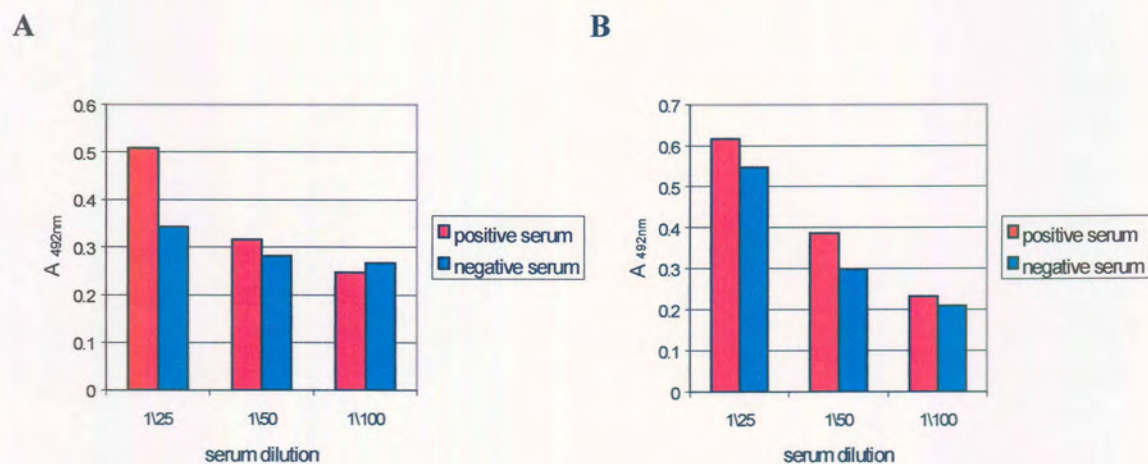 A
0.6
0.5
0.4
0.3
0.2
0.1
0
A 492nm
1\25 1\50 1\100
serum dilution
positive serum
negative serum
B
0.7
0.6
0.5
0.4
0.3
0.2
0.1
0
A 492nm
1\25 1\50 1\100
serum dilution
positive serum
negative serum